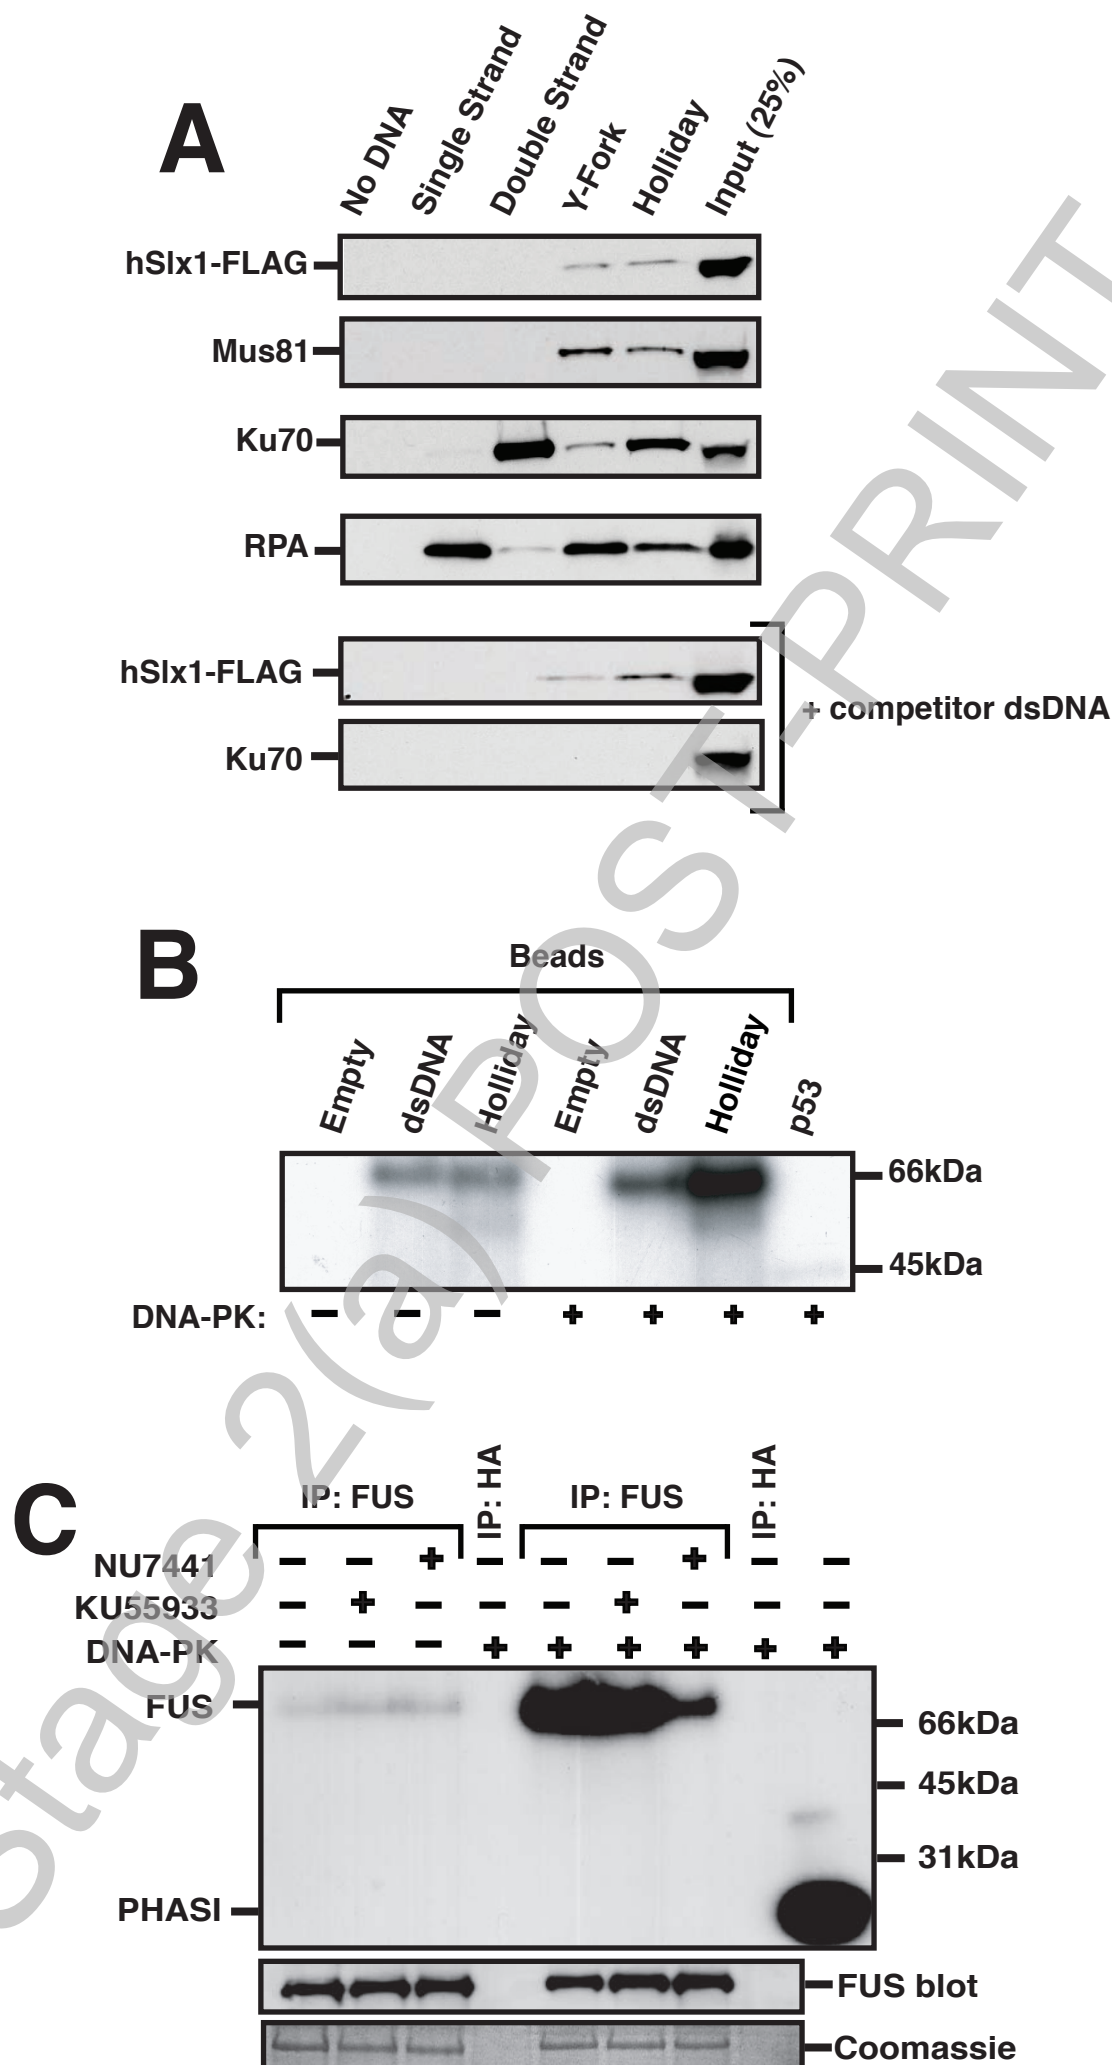 A
No DNA
Single Strand
Double Strand
Y-Fork
Holliday
Input (25%)
hSlx1-FLAG
Mus81
Ku70
RPA
hSlx1-FLAG
Ku70
+ competitor dsDNA
B
Beads
Empty
dsDNA
Holliday
Empty
dsDNA
Holliday
p53
66kDa
45kDa
DNA-PK: − − − + + + +
C
IP: FUS
IP: HA
IP: FUS
IP: HA
NU7441 − − + − − − + − −
KU55933 − + − − − + − − −
DNA-PK − − − + + + + + +
FUS
66kDa
45kDa
31kDa
PHASI
FUS blot
Coomassie
Stage 2(a) POST-PRINT